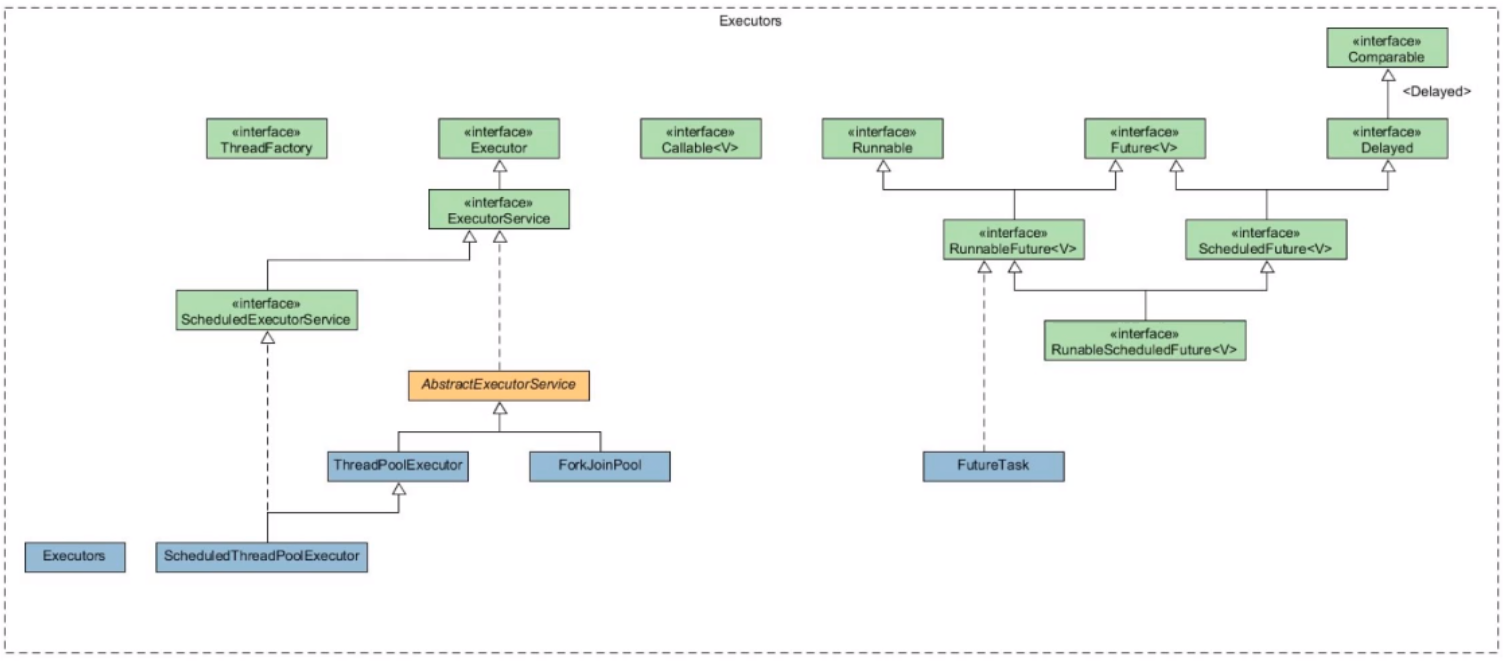 Executors
«interface»
Comparable
<Delayed>
«interface»
ThreadFactory
«interface»
Executor
«interface»
Callable<V>
«interface»
Runnable
«interface»
Future<V>
«interface»
Delayed
«interface»
ExecutorService
«interface»
RunnableFuture<V>
«interface»
ScheduledFuture<V>
«interface»
ScheduledExecutorService
«interface»
RunableScheduledFuture<V>
AbstractExecutorService
ThreadPoolExecutor
ForkJoinPool
FutureTask
Executors
ScheduledThreadPoolExecutor